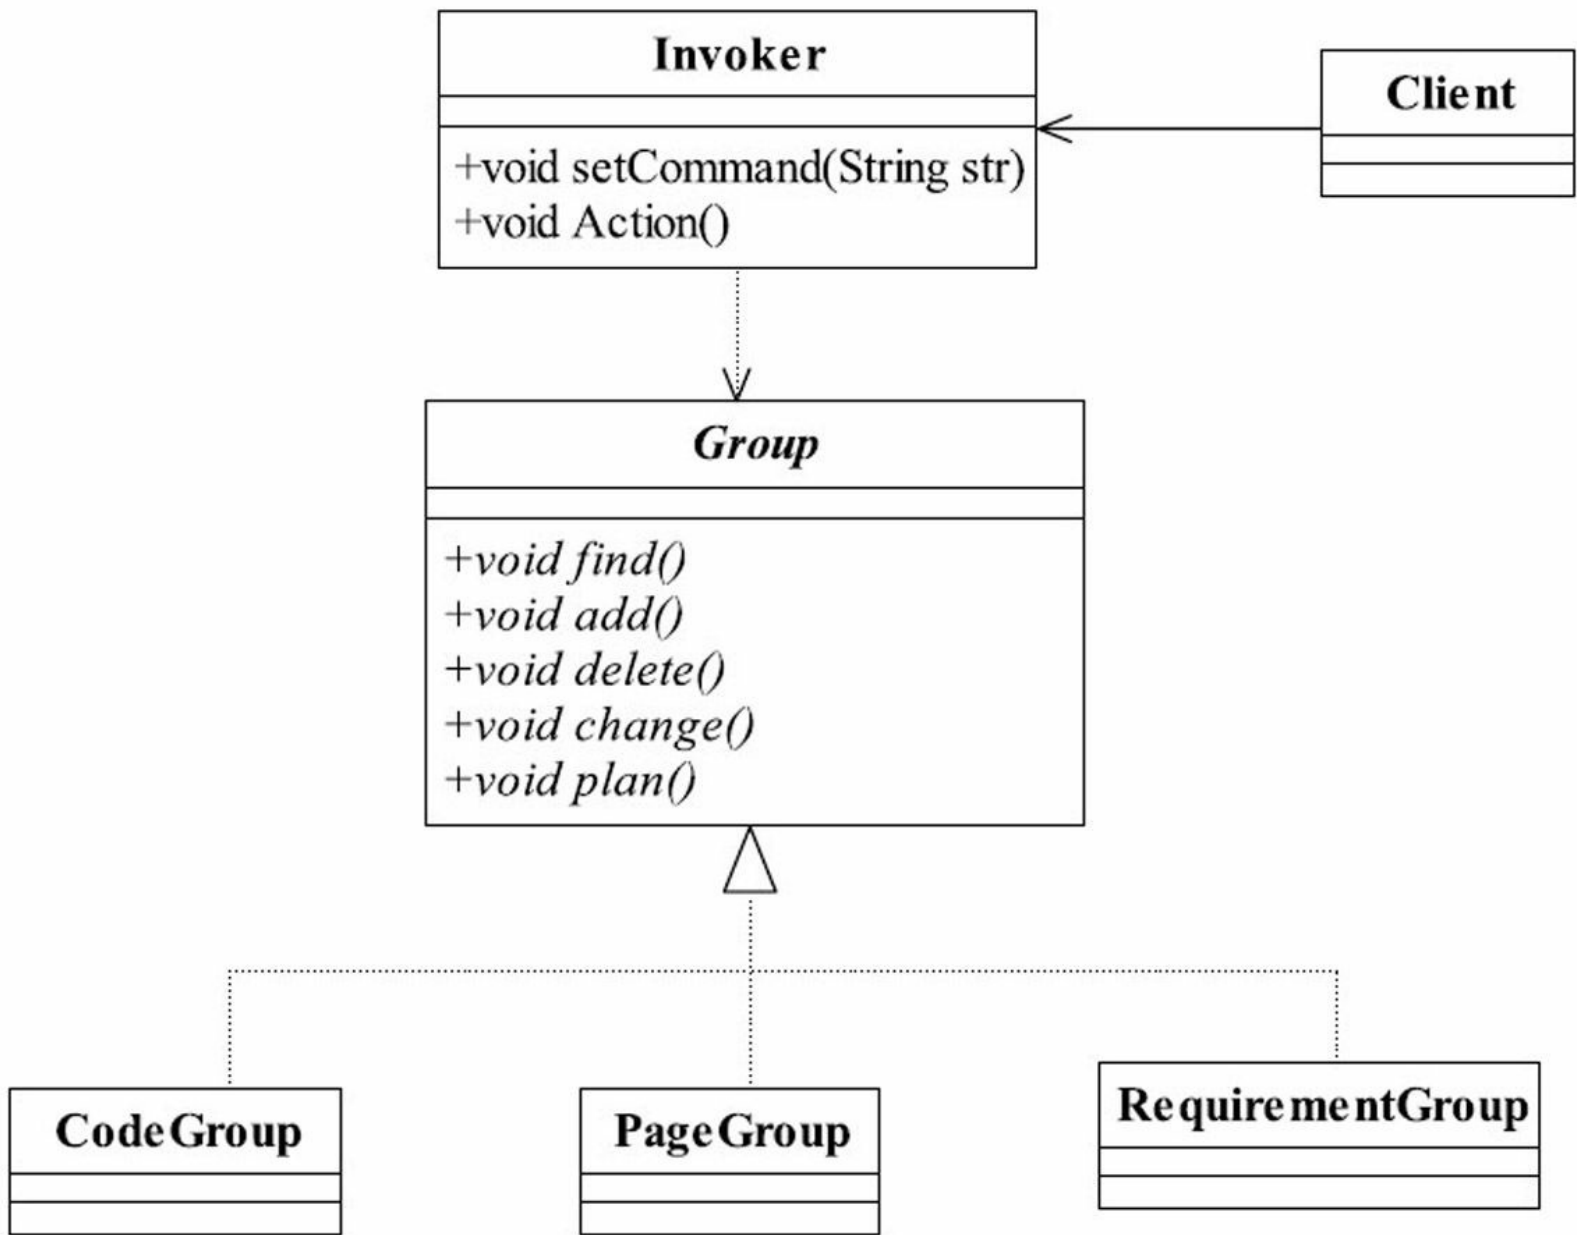 Invoker
+void setCommand(String str)
+void Action()
Client
Group
+void find()
+void add()
+void delete()
+void change()
+void plan()
CodeGroup
PageGroup
RequirementGroup